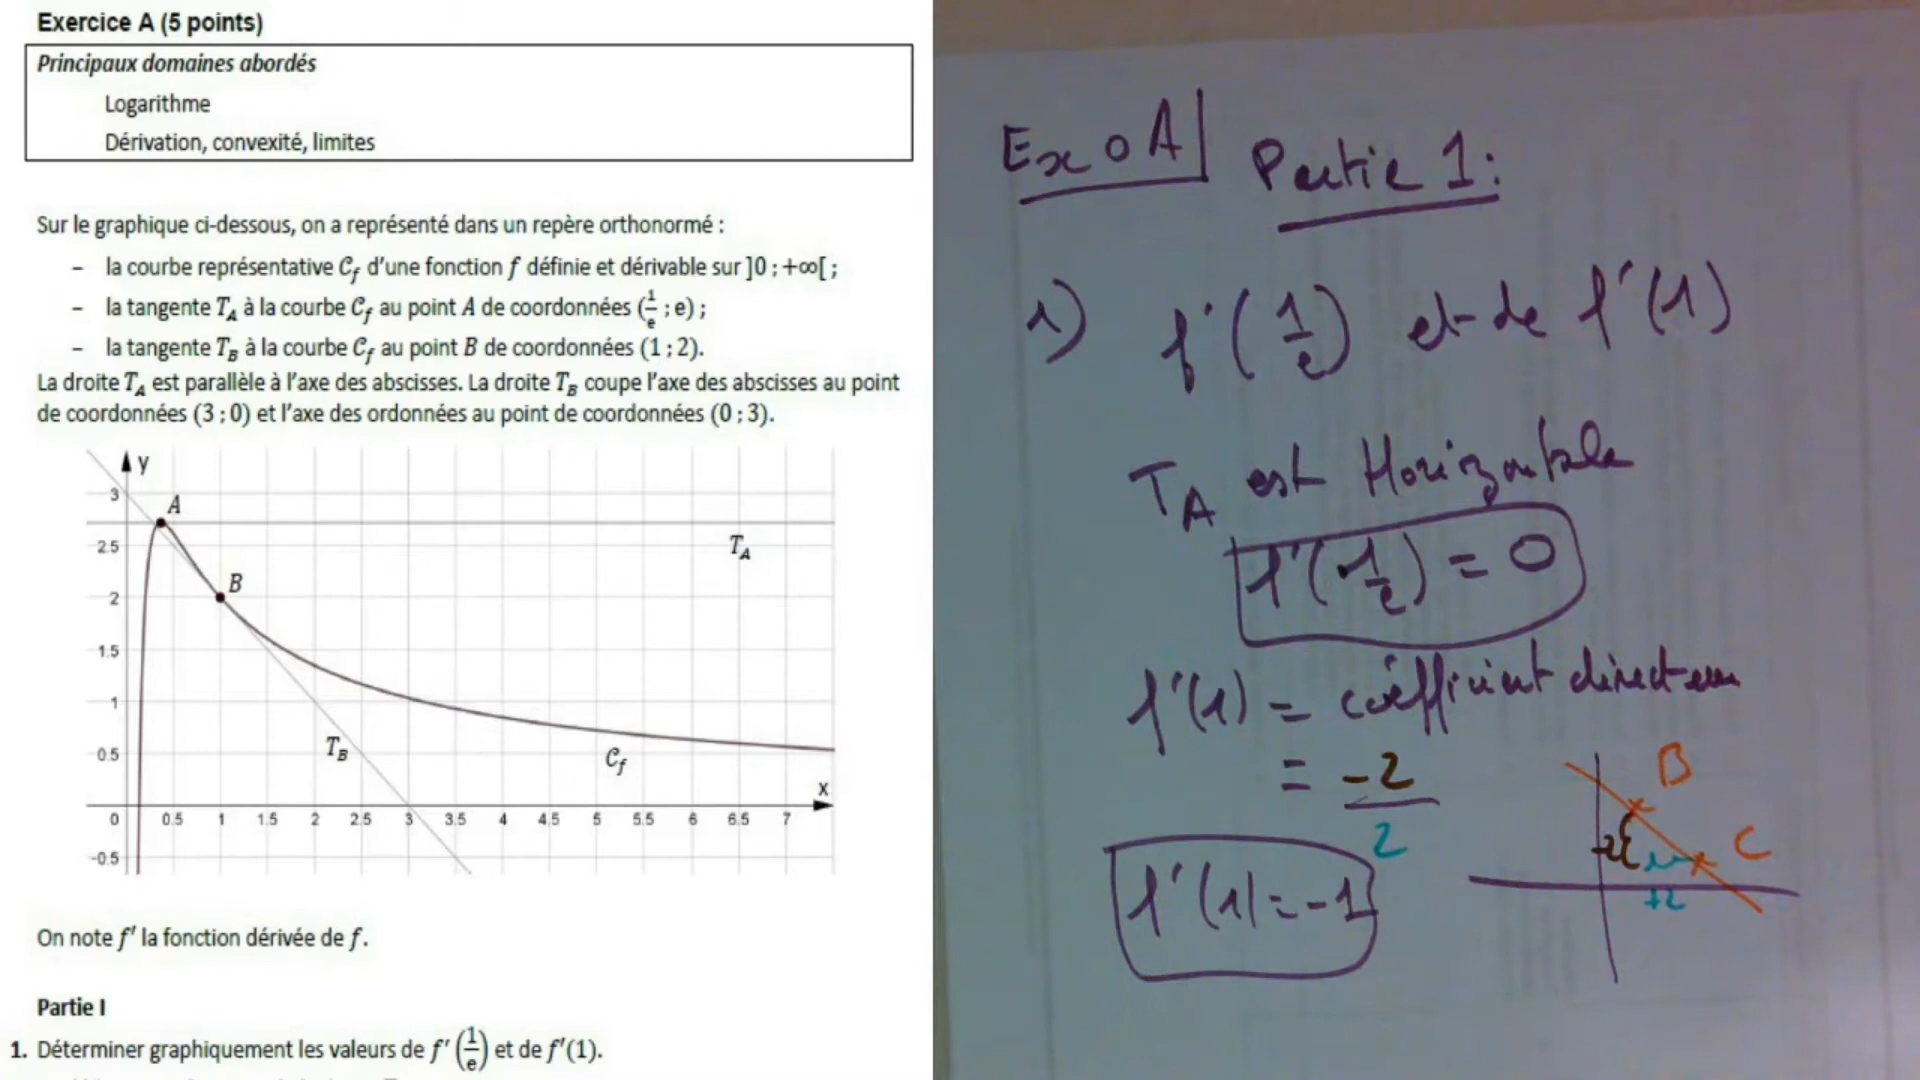 Exercice A (5 points)
Principaux domaines abordés
Logarithme
Dérivation, convexité, limites
Sur le graphique ci-dessous, on a représenté dans un repère orthonormé :
– la courbe représentative 𝒞f d’une fonction f définie et dérivable sur ]0 ; +∞[ ;
– la tangente TA à la courbe 𝒞f au point A de coordonnées (1/e ; e) ;
– la tangente TB à la courbe 𝒞f au point B de coordonnées (1 ; 2).
La droite TA est parallèle à l’axe des abscisses. La droite TB coupe l’axe des abscisses au point
de coordonnées (3 ; 0) et l’axe des ordonnées au point de coordonnées (0 ; 3).
y
3
A
2.5
TA
2
B
1.5
1
TB
0.5
𝒞f
x
0 0.5 1 1.5 2 2.5 3 3.5 4 4.5 5 5.5 6 6.5 7
-0.5
On note f′ la fonction dérivée de f.
Partie I
1. Déterminer graphiquement les valeurs de f′(1/e) et de f′(1).
Exo A Partie 1:
1) f'(1/e) et de f'(1)
TA est Horizontale
f'(1/e) = 0
f'(1) = coéfficient directeur
= -2/2
f'(1) = -1
B
C
+2